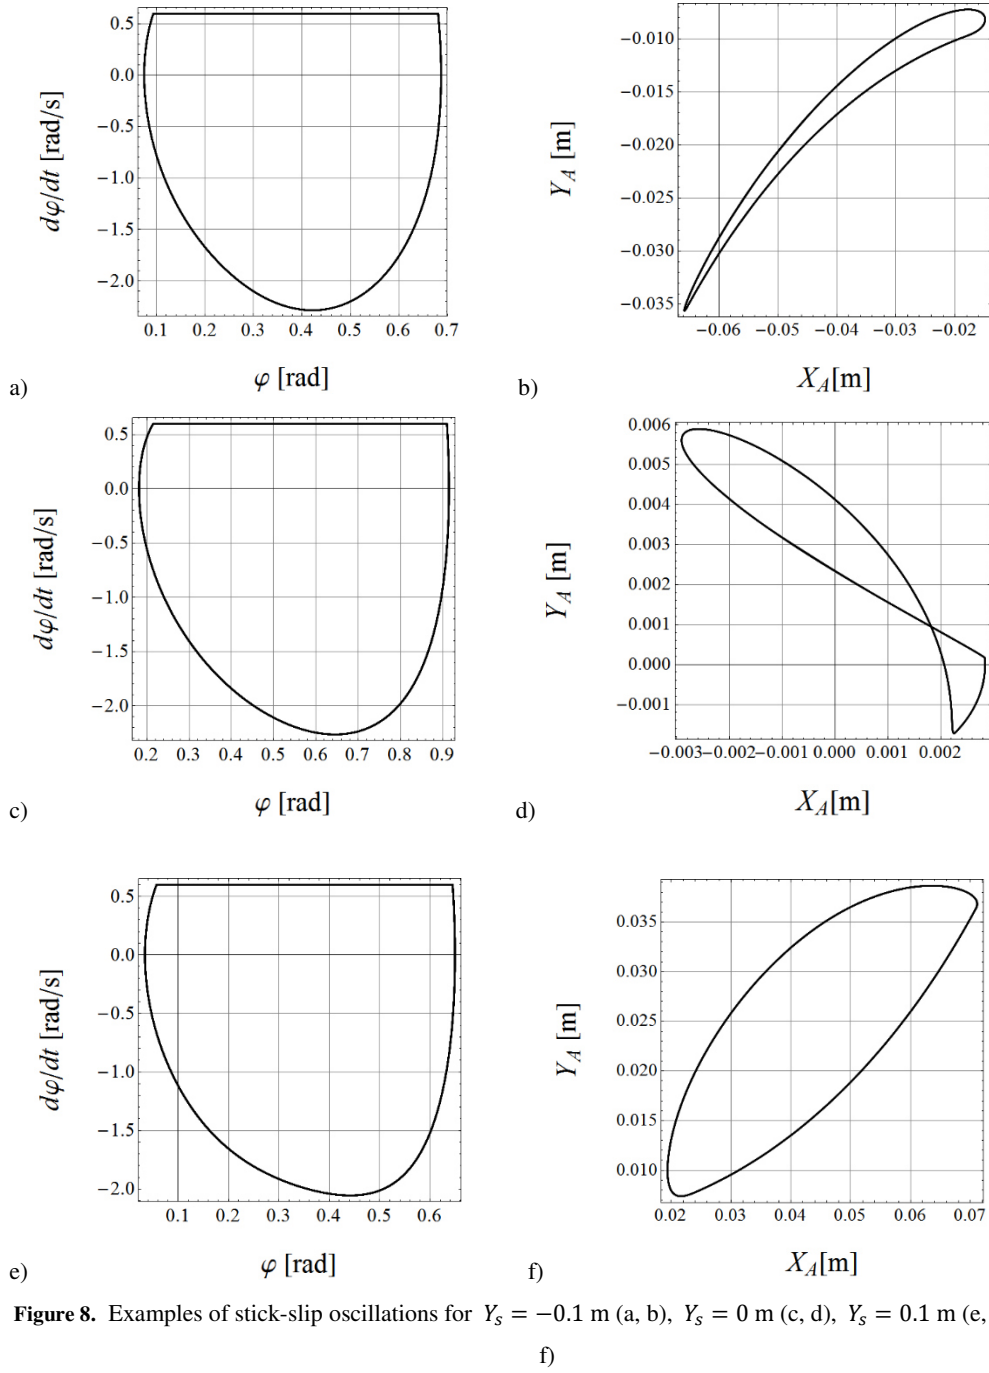 0.5
0.0
−0.5
−1.0
−1.5
−2.0
dφ/dt [rad/s]
0.1 0.2 0.3 0.4 0.5 0.6 0.7
φ [rad]
a)
−0.010
−0.015
−0.020
−0.025
−0.030
−0.035
Y_A [m]
−0.06 −0.05 −0.04 −0.03 −0.02
X_A[m]
b)
0.5
0.0
−0.5
−1.0
−1.5
−2.0
dφ/dt [rad/s]
0.2 0.3 0.4 0.5 0.6 0.7 0.8 0.9
φ [rad]
c)
0.006
0.005
0.004
0.003
0.002
0.001
0.000
−0.001
Y_A [m]
−0.003 −0.002 −0.001 0.000 0.001 0.002
X_A[m]
d)
0.5
0.0
−0.5
−1.0
−1.5
−2.0
dφ/dt [rad/s]
0.1 0.2 0.3 0.4 0.5 0.6
φ [rad]
e)
0.035
0.030
0.025
0.020
0.015
0.010
Y_A [m]
0.02 0.03 0.04 0.05 0.06 0.07
X_A[m]
f)
Figure 8. Examples of stick-slip oscillations for Y_s = −0.1 m (a, b), Y_s = 0 m (c, d), Y_s = 0.1 m (e,
f)